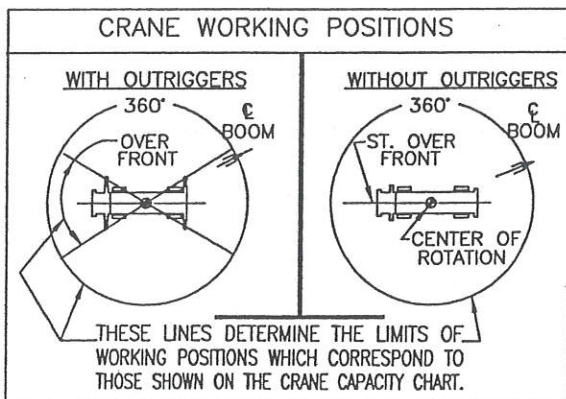 CRANE WORKING POSITIONS
WITH OUTRIGGERS
360°
℄
BOOM
OVER
FRONT
WITHOUT OUTRIGGERS
360°
℄
BOOM
ST. OVER
FRONT
CENTER OF
ROTATION
THESE LINES DETERMINE THE LIMITS OF
WORKING POSITIONS WHICH CORRESPOND TO
THOSE SHOWN ON THE CRANE CAPACITY CHART.